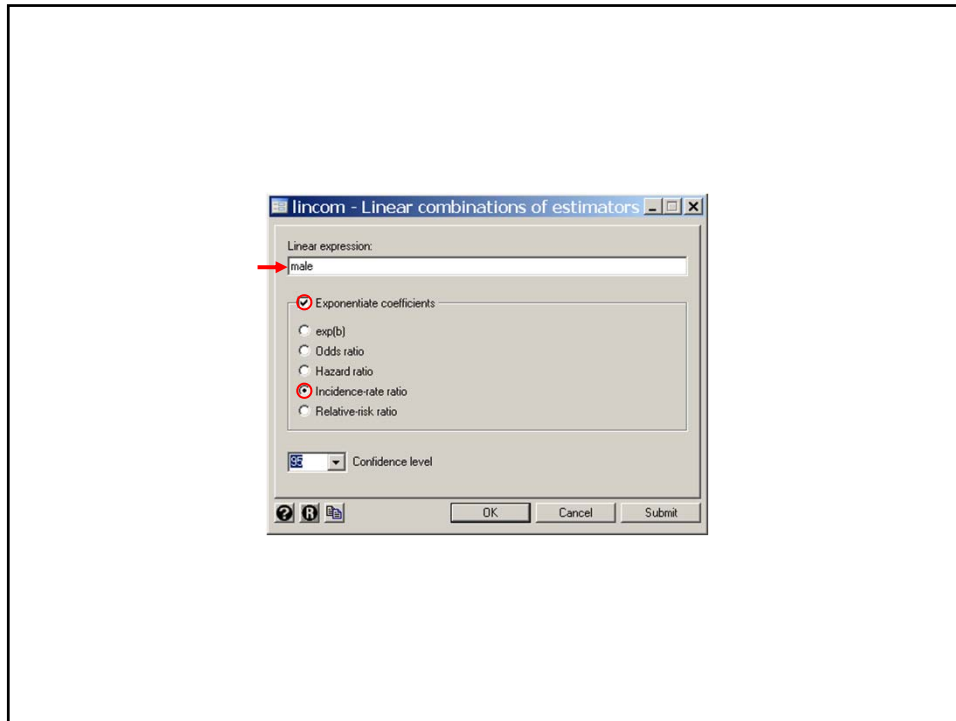 lincom - Linear combinations of estimators
Linear expression:
male
Exponentiate coefficients
exp(b)
Odds ratio
Hazard ratio
Incidence-rate ratio
Relative-risk ratio
95 Confidence level
? R OK Cancel Submit